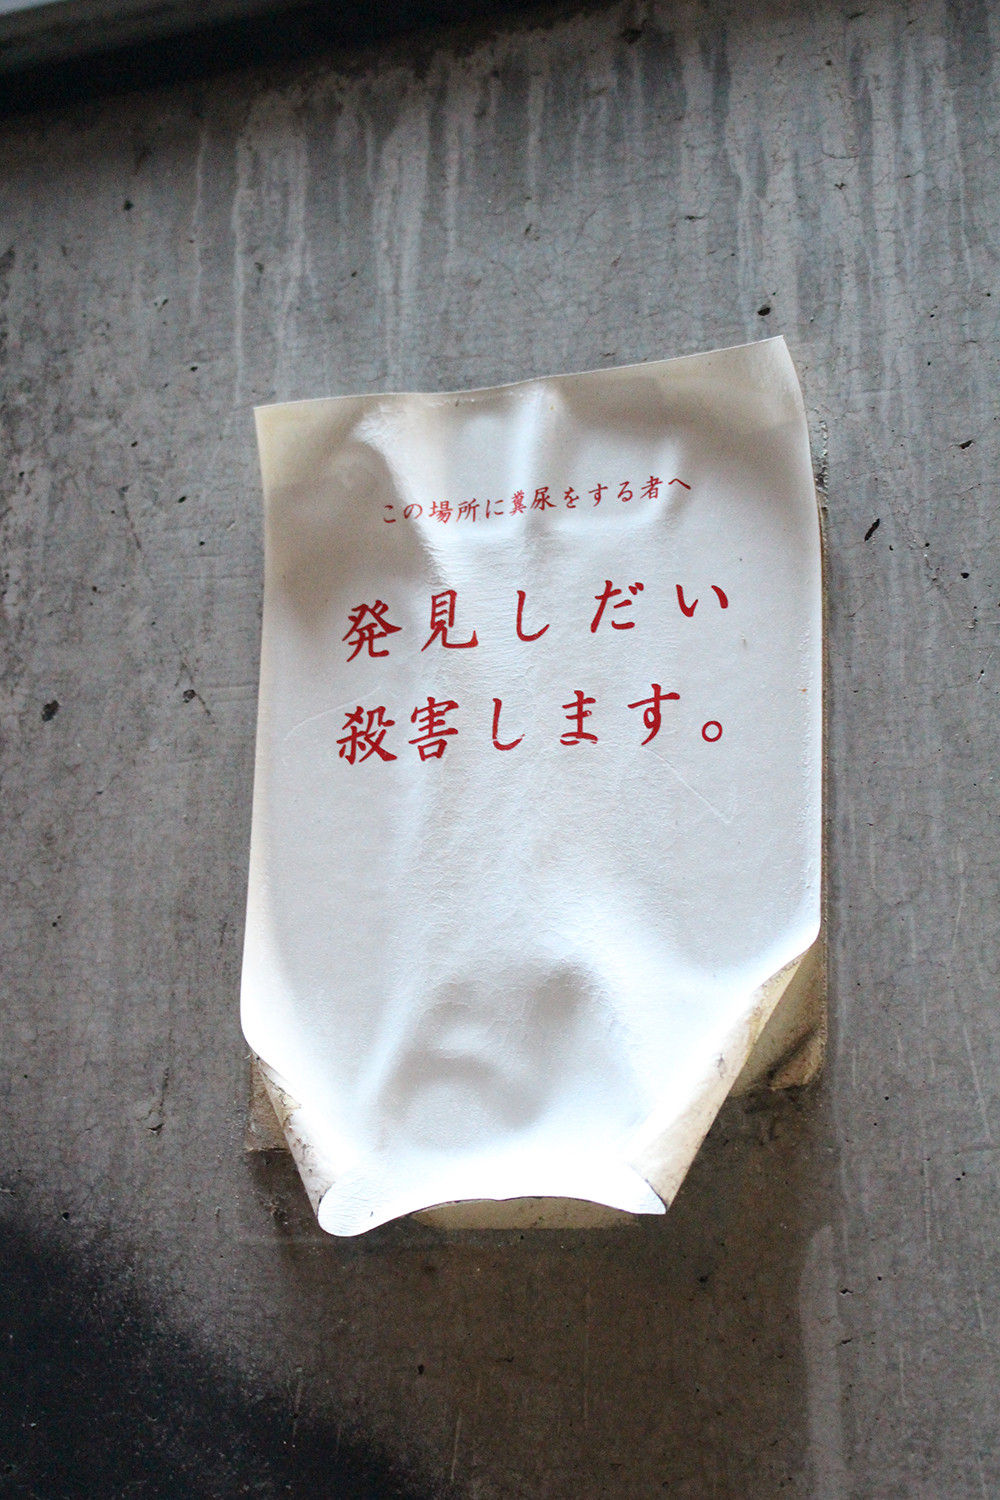 この場所に糞尿をする者へ
発見しだい
殺害します。